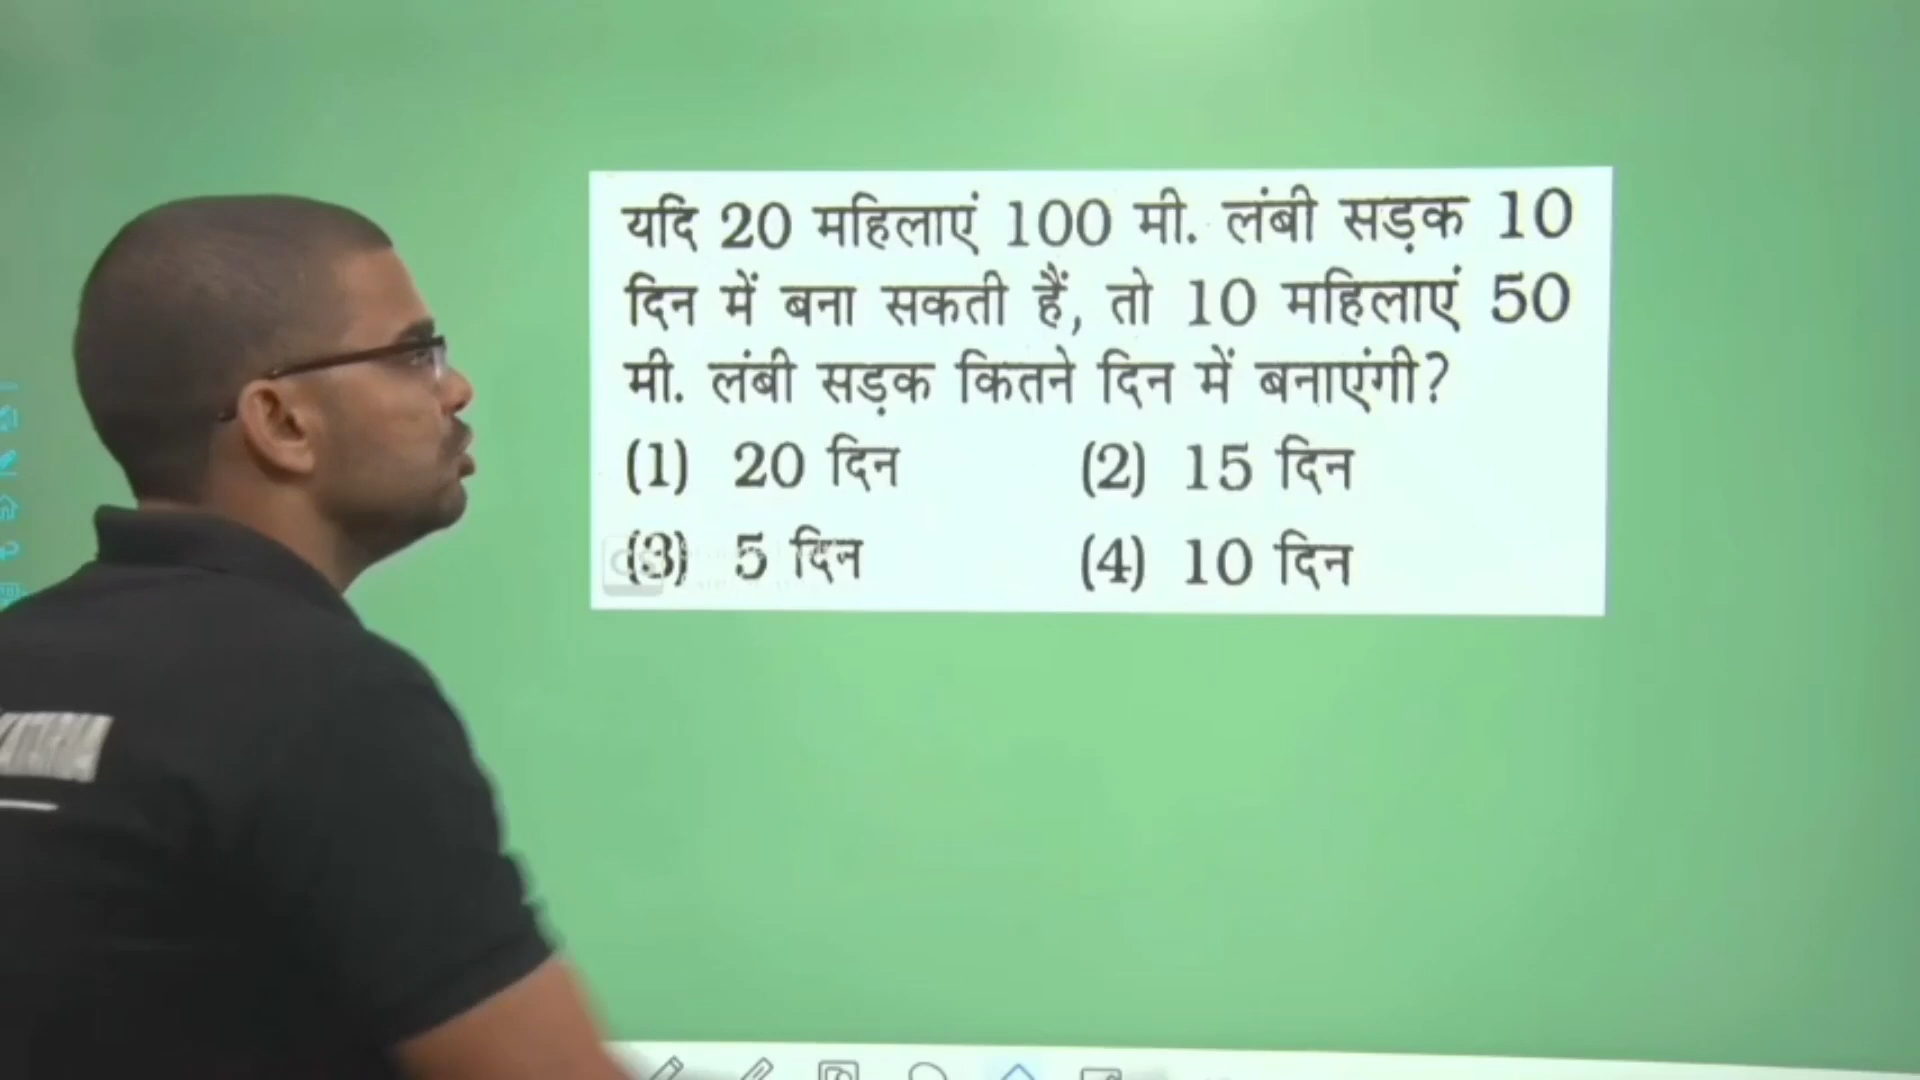 यदि 20 महिलाएं 100 मी. लंबी सड़क 10
दिन में बना सकती हैं, तो 10 महिलाएं 50
मी. लंबी सड़क कितने दिन में बनाएंगी?
(1) 20 दिन (2) 15 दिन
(3) 5 दिन (4) 10 दिन